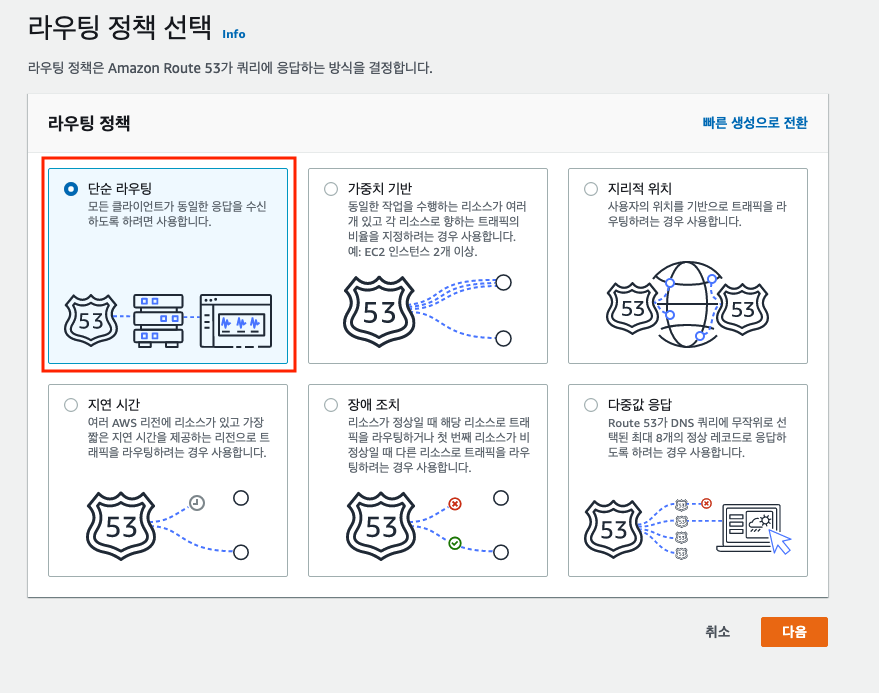 라우팅 정책 선택 Info
라우팅 정책은 Amazon Route 53가 쿼리에 응답하는 방식을 결정합니다.
라우팅 정책
빠른 생성으로 전환
단순 라우팅
모든 클라이언트가 동일한 응답을 수신
하도록 하려면 사용합니다.
53
가중치 기반
동일한 작업을 수행하는 리소스가 여러
개 있고 각 리소스로 향하는 트래픽의
비율을 지정하려는 경우 사용합니다.
예: EC2 인스턴스 2개 이상.
53
지리적 위치
사용자의 위치를 기반으로 트래픽을 라
우팅하려는 경우 사용합니다.
53
53
지연 시간
여러 AWS 리전에 리소스가 있고 가장
짧은 지연 시간을 제공하는 리전으로 트
래픽을 라우팅하려는 경우 사용합니다.
53
장애 조치
리소스가 정상일 때 해당 리소스로 트래
픽을 라우팅하거나 첫 번째 리소스가 비
정상일 때 다른 리소스로 트래픽을 라우
팅하려는 경우 사용합니다.
53
다중값 응답
Route 53가 DNS 쿼리에 무작위로 선
택된 최대 8개의 정상 레코드로 응답하
도록 하려는 경우 사용합니다.
53
53
53
53
53
취소
다음